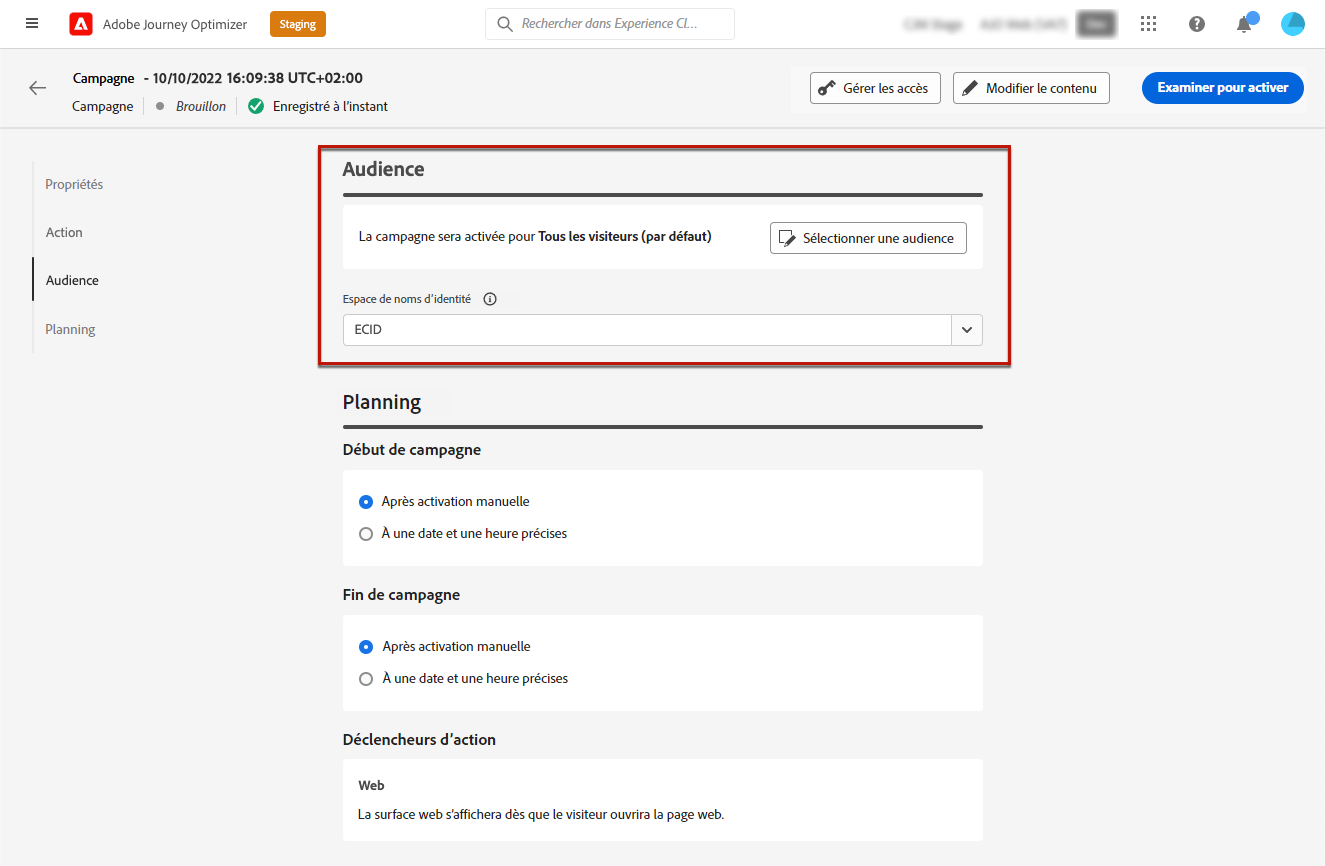 Adobe Journey Optimizer
Staging
Rechercher dans Experience Cl...
Campagne - 10/10/2022 16:09:38 UTC+02:00
Campagne
Brouillon
Enregistré à l’instant
Gérer les accès
Modifier le contenu
Examiner pour activer
Propriétés
Action
Audience
Planning
Audience
La campagne sera activée pour Tous les visiteurs (par défaut)
Sélectionner une audience
Espace de noms d’identité
ECID
Planning
Début de campagne
Après activation manuelle
À une date et une heure précises
Fin de campagne
Après activation manuelle
À une date et une heure précises
Déclencheurs d’action
Web
La surface web s’affichera dès que le visiteur ouvrira la page web.